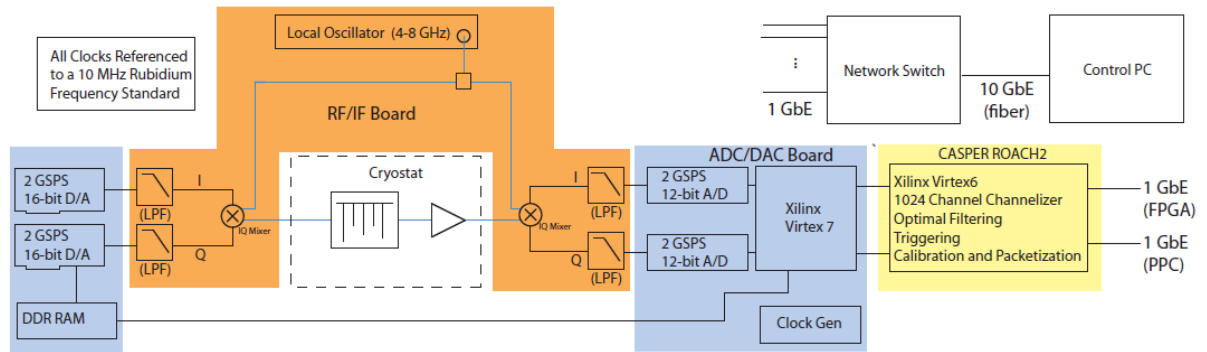 All Clocks Referenced
to a 10 MHz Rubidium
Frequency Standard
Local Oscillator (4-8 GHz)
RF/IF Board
⋮
1 GbE
Network Switch
10 GbE
(fiber)
Control PC
2 GSPS
16-bit D/A
2 GSPS
16-bit D/A
DDR RAM
(LPF)
I
(LPF)
Q
IQ Mixer
Cryostat
IQ Mixer
I
(LPF)
Q
(LPF)
ADC/DAC Board
2 GSPS
12-bit A/D
2 GSPS
12-bit A/D
Xilinx
Virtex 7
Clock Gen
CASPER ROACH2
Xilinx Virtex6
1024 Channel Channelizer
Optimal Filtering
Triggering
Calibration and Packetization
1 GbE
(FPGA)
1 GbE
(PPC)